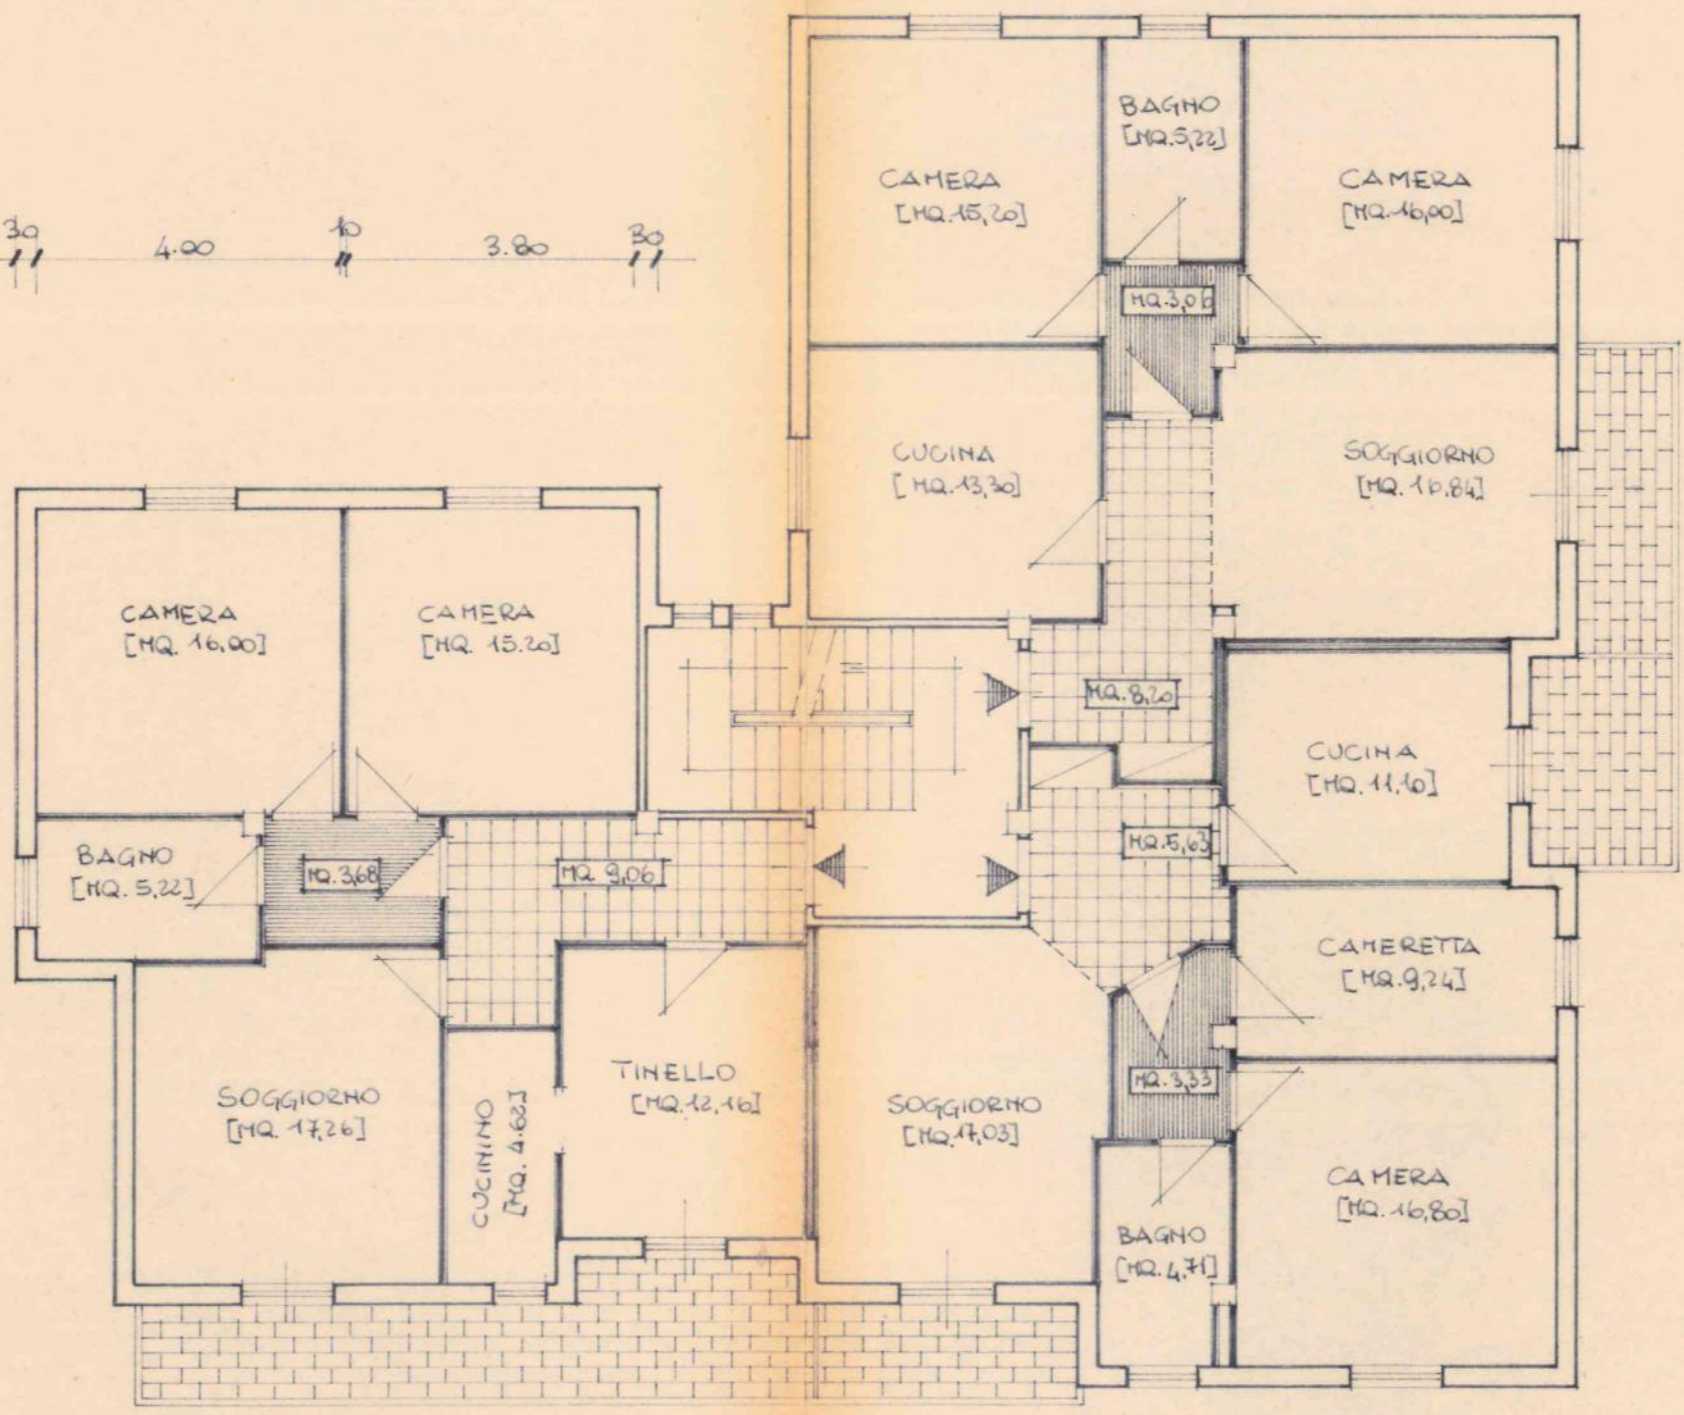 BAGNO
[MQ.5,22]
CAMERA
[MQ.15,20]
CAMERA
[MQ.16,00]
30
4.00
10
3.80
30
MQ.3,06
CUCINA
[MQ.13,30]
SOGGIORNO
[MQ.16.84]
CAMERA
[MQ. 16,00]
CAMERA
[MQ. 15.20]
MQ.8,20
CUCINA
[MQ.11,10]
MQ.5,63
BAGNO
[MQ. 5,22]
MQ.3,68
MQ. 9,06
CAMERETTA
[MQ.9,24]
SOGGIORNO
[MQ. 17,26]
CUCININO
[MQ. 4.62]
TINELLO
[MQ.12,16]
SOGGIORNO
[MQ.17,03]
MQ.3,33
CAMERA
[MQ.16,80]
BAGNO
[MQ.4,71]